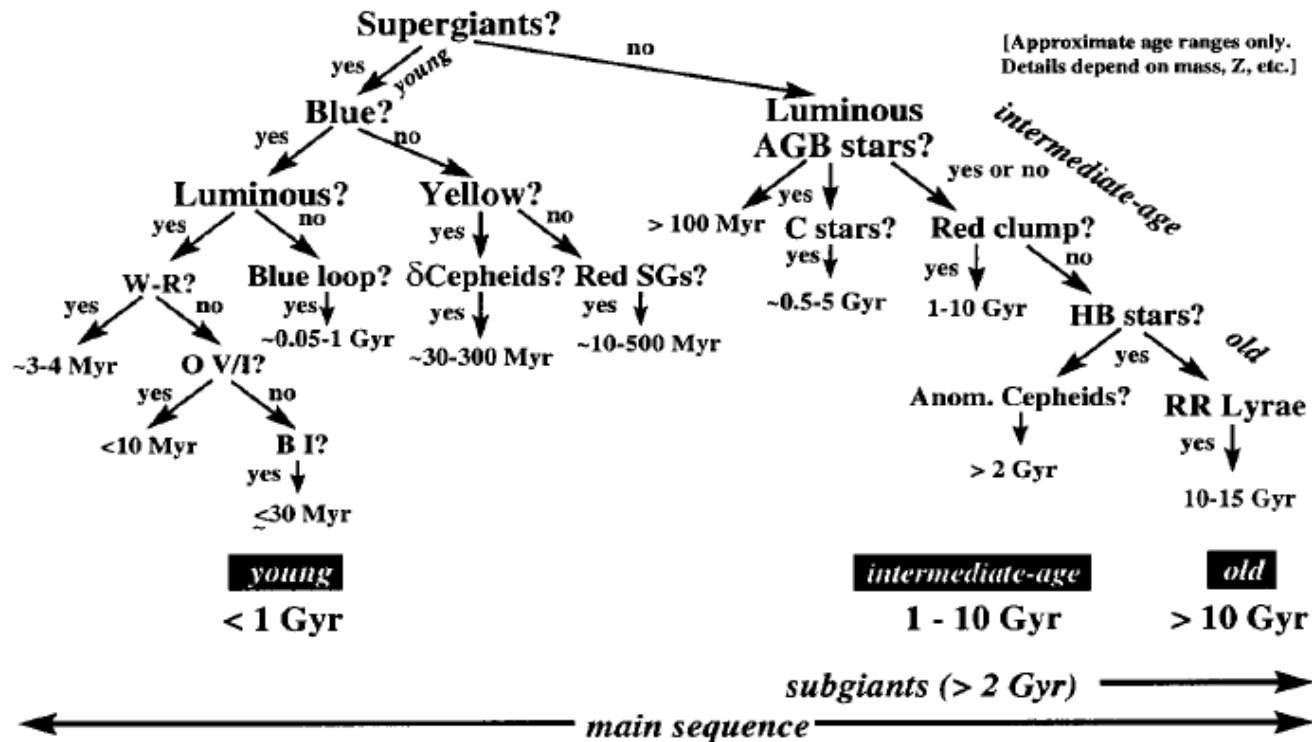 Supergiants?
no
[Approximate age ranges only.
Details depend on mass, Z, etc.]
yes
young
Blue?
Luminous
AGB stars?
intermediate-age
yes
no
yes or no
Luminous?
Yellow?
yes
> 100 Myr
C stars?
Red clump?
yes
no
yes
no
yes
yes
no
W-R?
Blue loop?
δCepheids?
Red SGs?
~0.5-5 Gyr
1-10 Gyr
HB stars?
yes
no
yes
yes
yes
~3-4 Myr
O V/I?
~0.05-1 Gyr
~30-300 Myr
~10-500 Myr
yes
old
yes
no
Anom. Cepheids?
RR Lyrae
<10 Myr
B I?
yes
yes
> 2 Gyr
10-15 Gyr
<~30 Myr
young
intermediate-age
old
< 1 Gyr
1 - 10 Gyr
> 10 Gyr
subgiants (> 2 Gyr)
main sequence